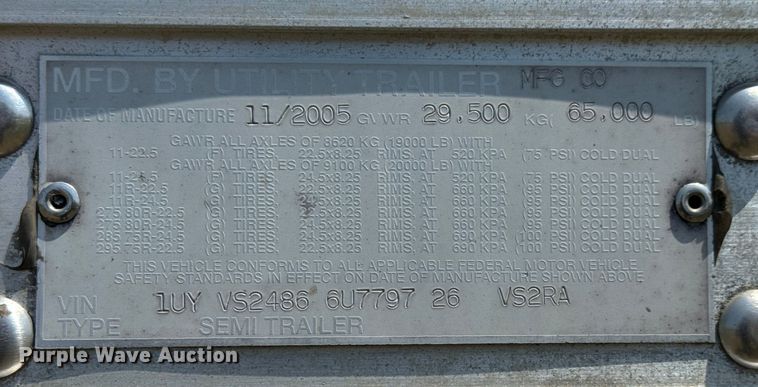 MFD. BY UTILITY TRAILER MFG CO
DATE OF MANUFACTURE 11/2005 GVWR 29,500 KG( 65,000 LB)
GAWR ALL AXLES OF 8620 KG (19000 LB) WITH
11-22.5 (F) TIRES. 22.5x8.25 RIMS. AT 520 KPA (75 PSI) COLD DUAL
GAWR ALL AXLES OF 9100 KG (20000 LB) WITH
11-24.5 (F) TIRES. 24.5x8.25 RIMS. AT 520 KPA (75 PSI) COLD DUAL
11R-22.5 (G) TIRES. 22.5x8.25 RIMS. AT 660 KPA (95 PSI) COLD DUAL
11R-24.5 (G) TIRES. 24.5x8.25 RIMS. AT 660 KPA (95 PSI) COLD DUAL
275.80R-22.5 (G) TIRES. 22.5x8.25 RIMS. AT 660 KPA (95 PSI) COLD DUAL
275.80R-24.5 (G) TIRES. 24.5x8.25 RIMS. AT 660 KPA (95 PSI) COLD DUAL
285.75R-24.5 (G) TIRES. 24.5x8.25 RIMS. AT 660 KPA (95 PSI) COLD DUAL
295.75R-22.5 (G) TIRES. 22.5x8.25 RIMS. AT 690 KPA (100 PSI) COLD DUAL
THIS VEHICLE CONFORMS TO ALL APPLICABLE FEDERAL MOTOR VEHICLE
SAFETY STANDARDS IN EFFECT ON DATE OF MANUFACTURE SHOWN ABOVE
VIN 1UY VS2486 6U7797 26 VS2RA
TYPE SEMI TRAILER
Purple Wave Auction